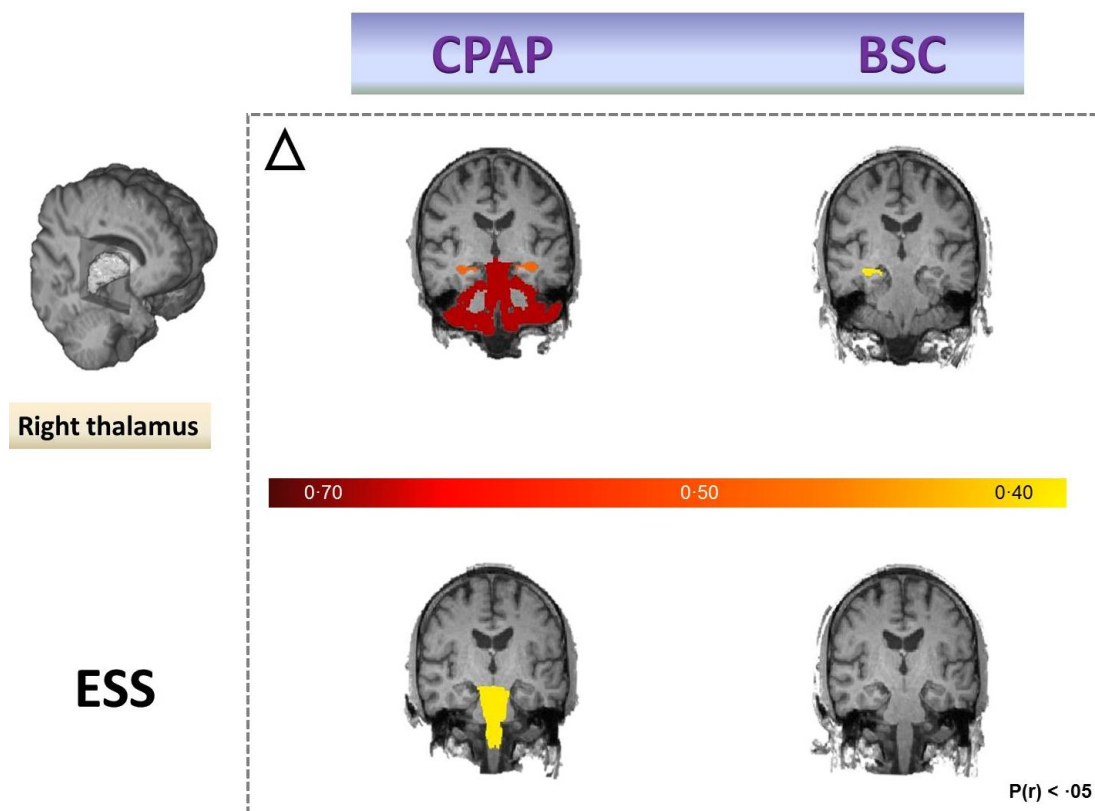 CPAP BSC
Δ
Right thalamus
0·70 0·50 0·40
ESS
P(r) < ·05